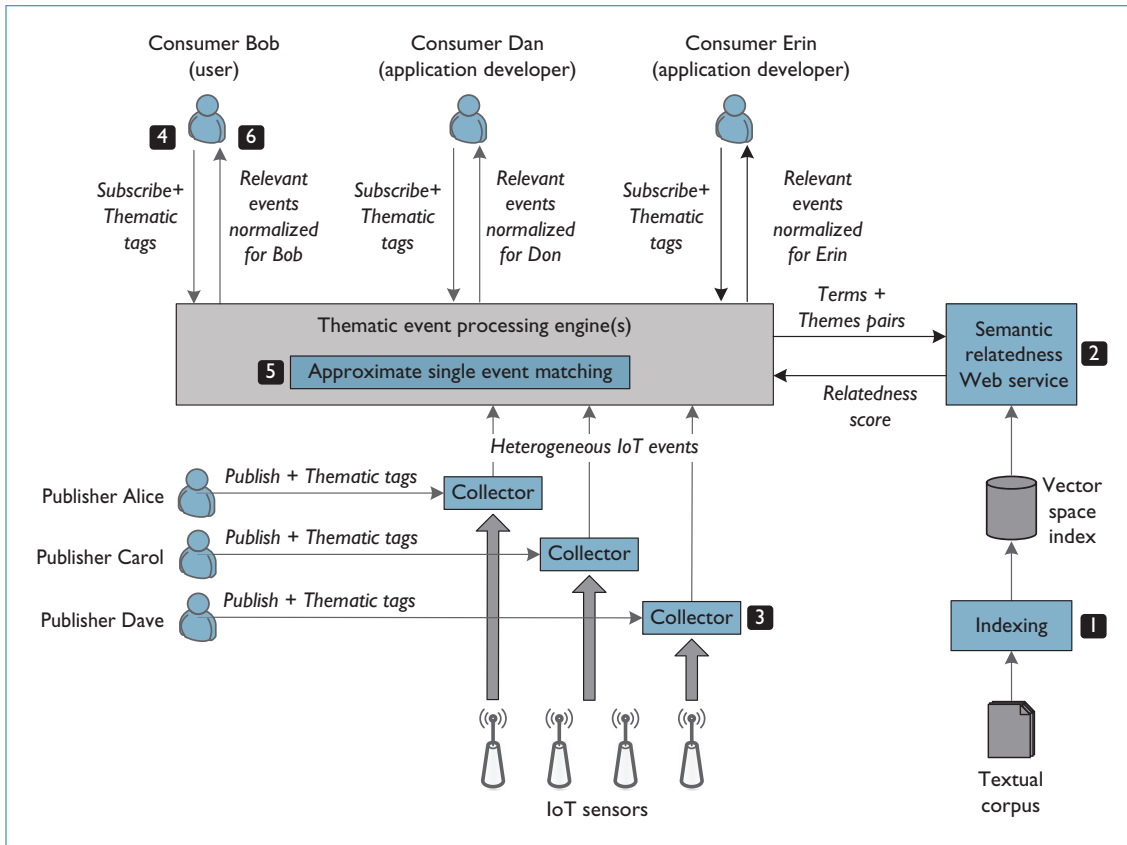 Consumer Bob
(user)
Consumer Dan
(application developer)
Consumer Erin
(application developer)
4
6
Subscribe+
Thematic
tags
Relevant
events
normalized
for Bob
Subscribe+
Thematic
tags
Relevant
events
normalized
for Don
Subscribe+
Thematic
tags
Relevant
events
normalized
for Erin
Thematic event processing engine(s)
5
Approximate single event matching
Terms +
Themes pairs
Relatedness
score
Semantic
relatedness
Web service
2
Heterogeneous IoT events
Publisher Alice
Publish + Thematic tags
Collector
Publisher Carol
Publish + Thematic tags
Collector
Publisher Dave
Publish + Thematic tags
Collector
3
Vector
space
index
Indexing
1
IoT sensors
Textual
corpus